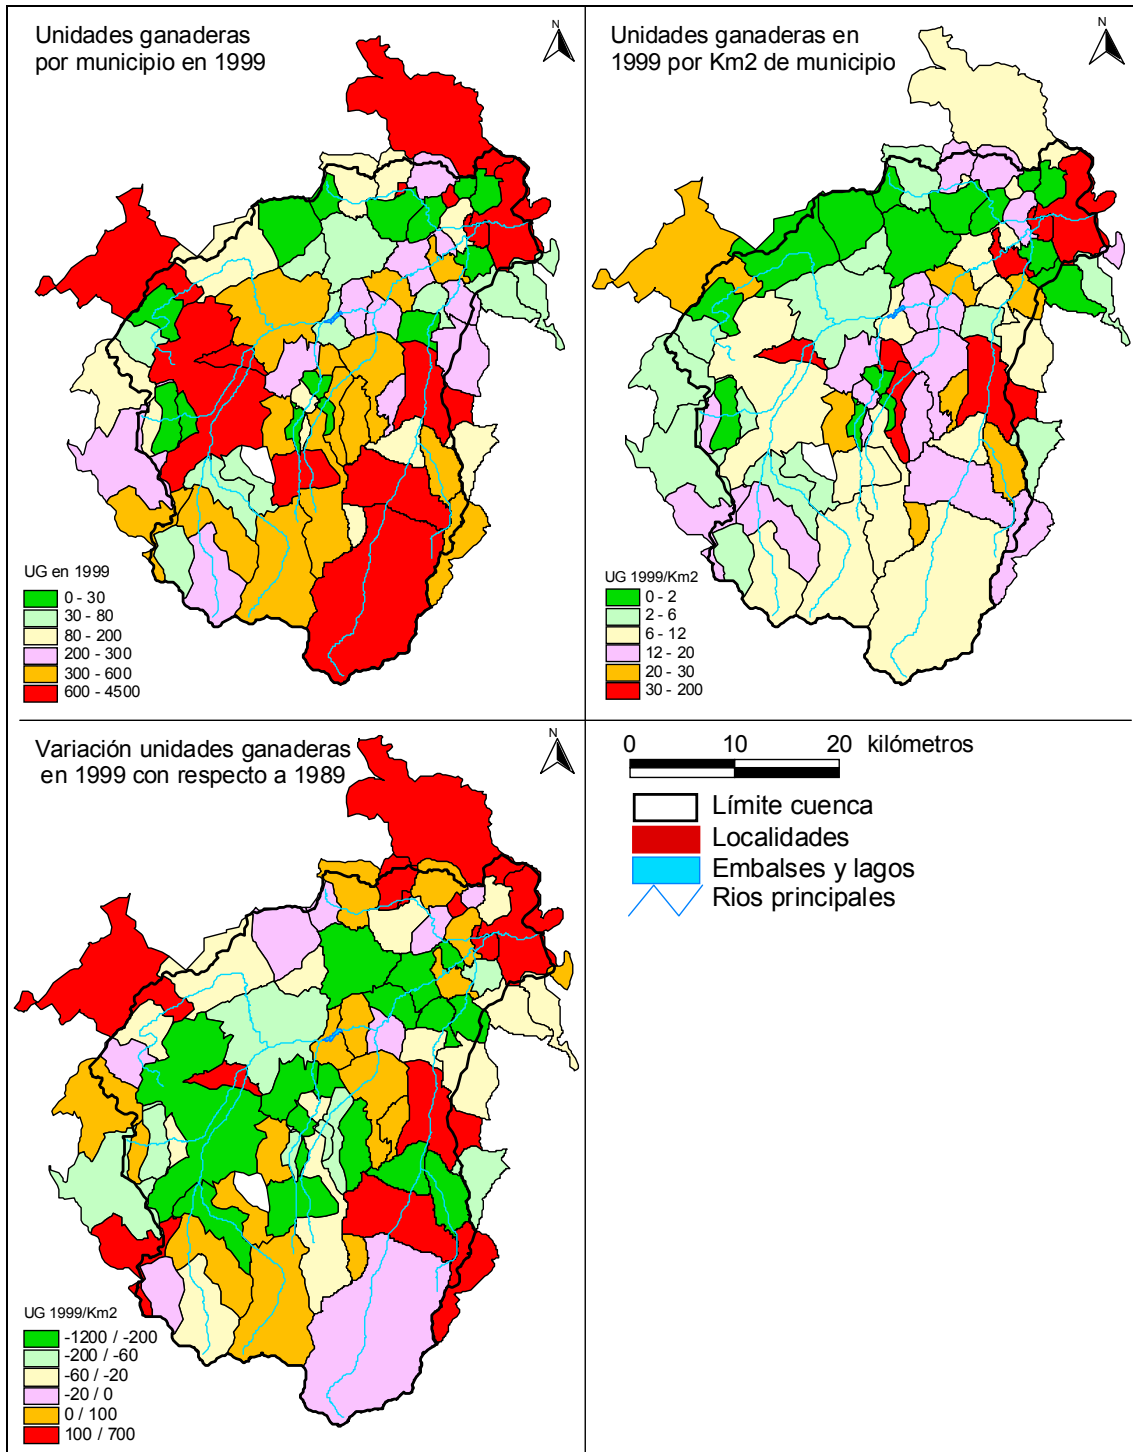 Unidades ganaderas
por municipio en 1999
N
UG en 1999
0 - 30
30 - 80
80 - 200
200 - 300
300 - 600
600 - 4500
Unidades ganaderas en
1999 por Km2 de municipio
N
UG 1999/Km2
0 - 2
2 - 6
6 - 12
12 - 20
20 - 30
30 - 200
Variación unidades ganaderas
en 1999 con respecto a 1989
N
UG 1999/Km2
-1200 / -200
-200 / -60
-60 / -20
-20 / 0
0 / 100
100 / 700
0 10 20 kilómetros
Límite cuenca
Localidades
Embalses y lagos
Rios principales